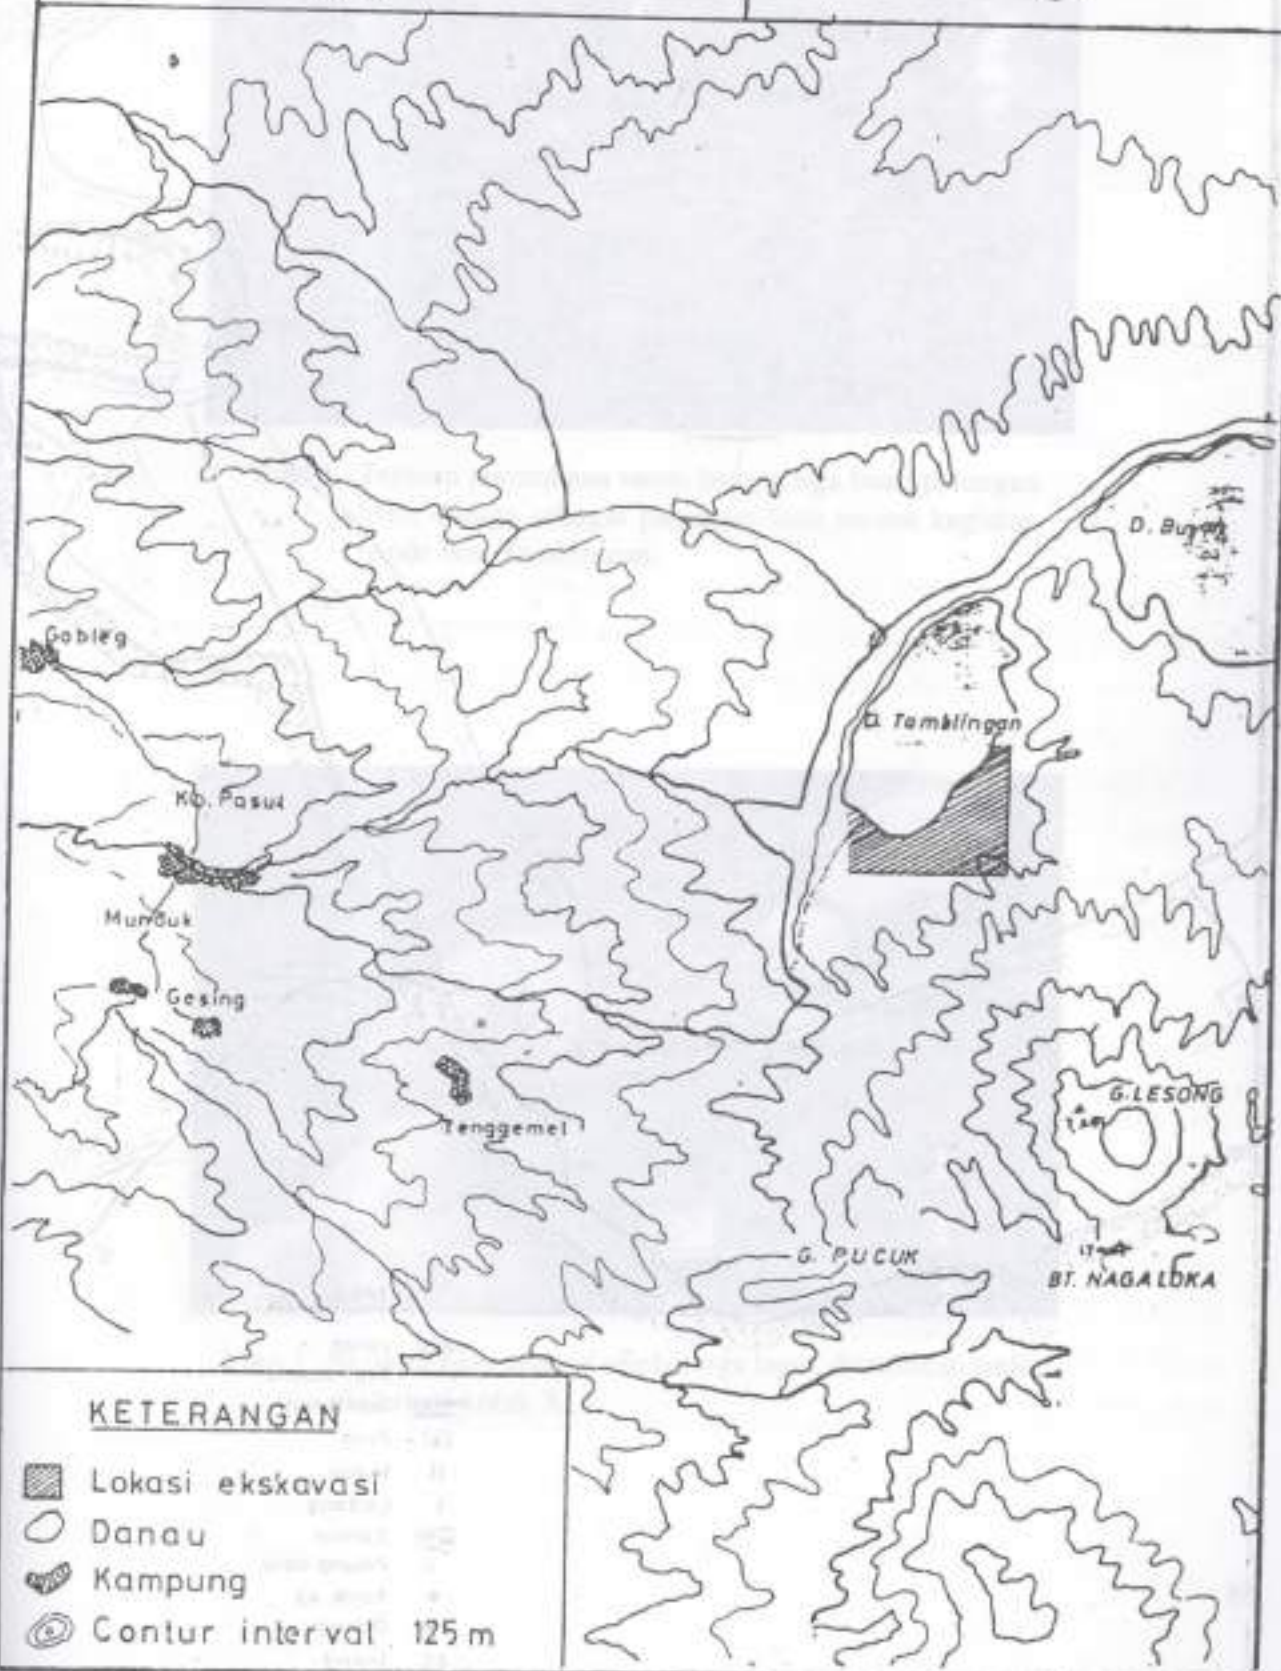 D. Buyan
Gobleg
D. Tamblingan
Kp. Pasut
Munduk
Gesing
G. LESONG
Tenggemel
G. PUCUK
BT. NAGALOKA
KETERANGAN
Lokasi ekskavasi
Danau
Kampung
Contur interval 125 m